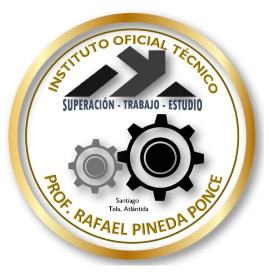 INSTITUTO OFICIAL TÉCNICO
SUPERACIÓN - TRABAJO - ESTUDIO
Santiago
Tela, Atlántida
PROF. RAFAEL PINEDA PONCE